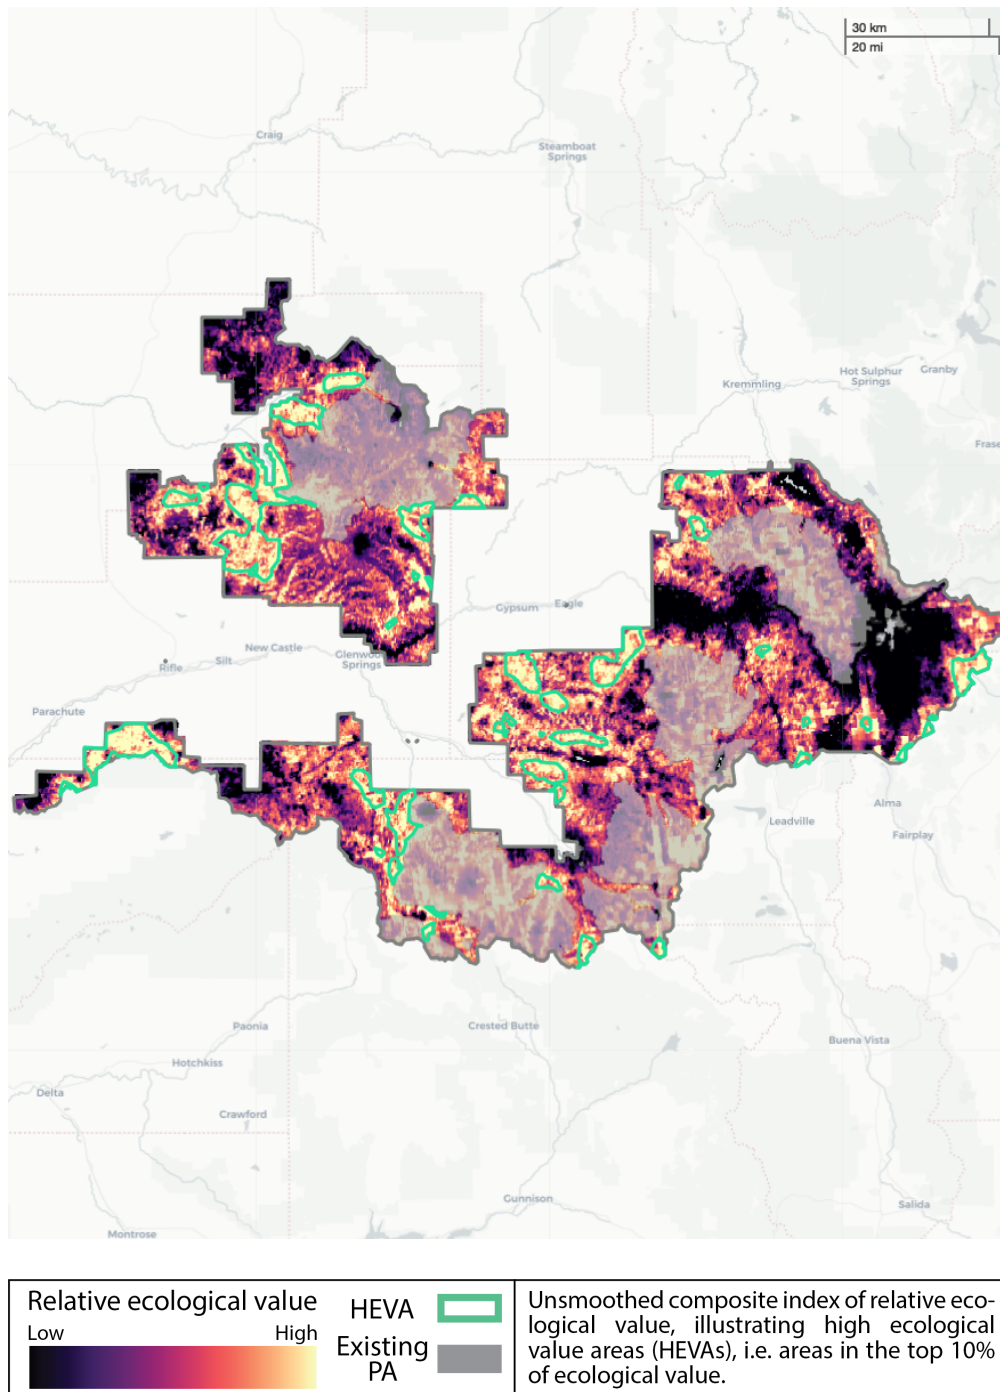 30 km
20 mi
Craig
Steamboat
Springs
Kremmling
Hot Sulphur
Springs
Granby
Frase
Gypsum
Eagle
New Castle
Glenwoo
Springs
Silt
Rifle
Parachute
Leadville
Alma
Fairplay
Paonia
Crested Butte
Buena Vista
Hotchkiss
Delta
Crawford
Gunnison
Salida
Montrose
Relative ecological value
Low
High
HEVA
Existing
PA
Unsmoothed composite index of relative eco-
logical value, illustrating high ecological
value areas (HEVAs), i.e. areas in the top 10%
of ecological value.